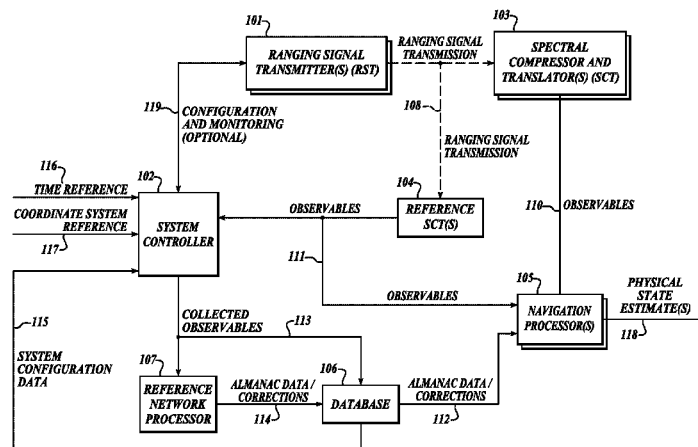 101
RANGING SIGNAL
TRANSMITTER(S) (RST)
RANGING SIGNAL
TRANSMISSION
103
SPECTRAL
COMPRESSOR AND
TRANSLATOR(S) (SCT)
119
CONFIGURATION
AND MONITORING
(OPTIONAL)
108
RANGING SIGNAL
TRANSMISSION
116
TIME REFERENCE
102
COORDINATE SYSTEM
REFERENCE
117
SYSTEM
CONTROLLER
OBSERVABLES
104
REFERENCE
SCT(S)
110
OBSERVABLES
111
OBSERVABLES
105
NAVIGATION
PROCESSOR(S)
PHYSICAL
STATE
ESTIMATE(S)
118
115
SYSTEM
CONFIGURATION
DATA
COLLECTED
OBSERVABLES
113
107
REFERENCE
NETWORK
PROCESSOR
ALMANAC DATA /
CORRECTIONS
114
106
DATABASE
ALMANAC DATA /
CORRECTIONS
112